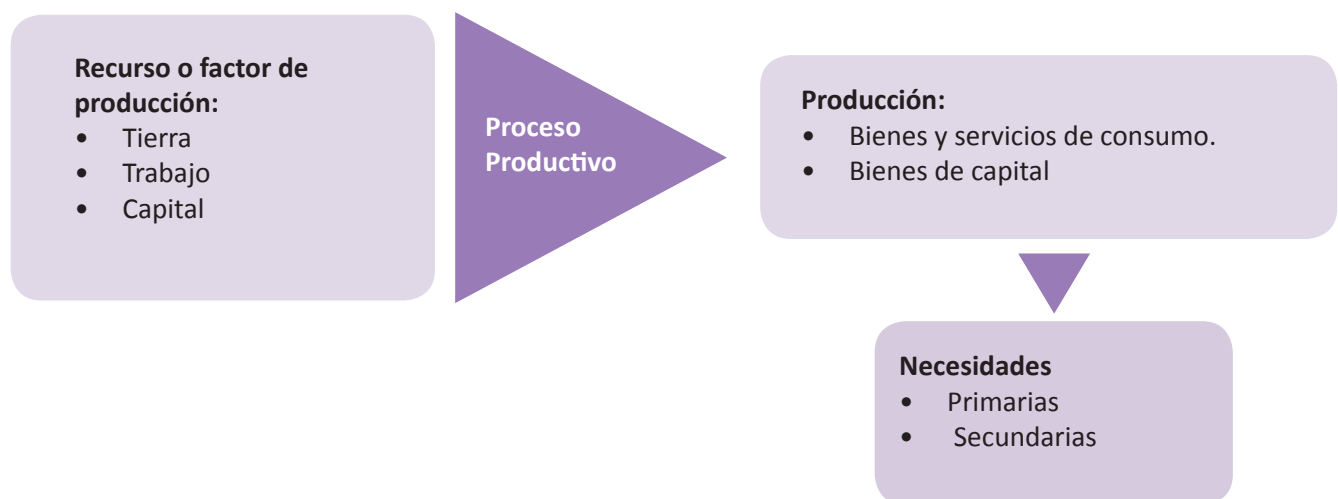 Recurso o factor de
producción:
• Tierra
• Trabajo
• Capital
Proceso
Productivo
Producción:
• Bienes y servicios de consumo.
• Bienes de capital
Necesidades
• Primarias
• Secundarias